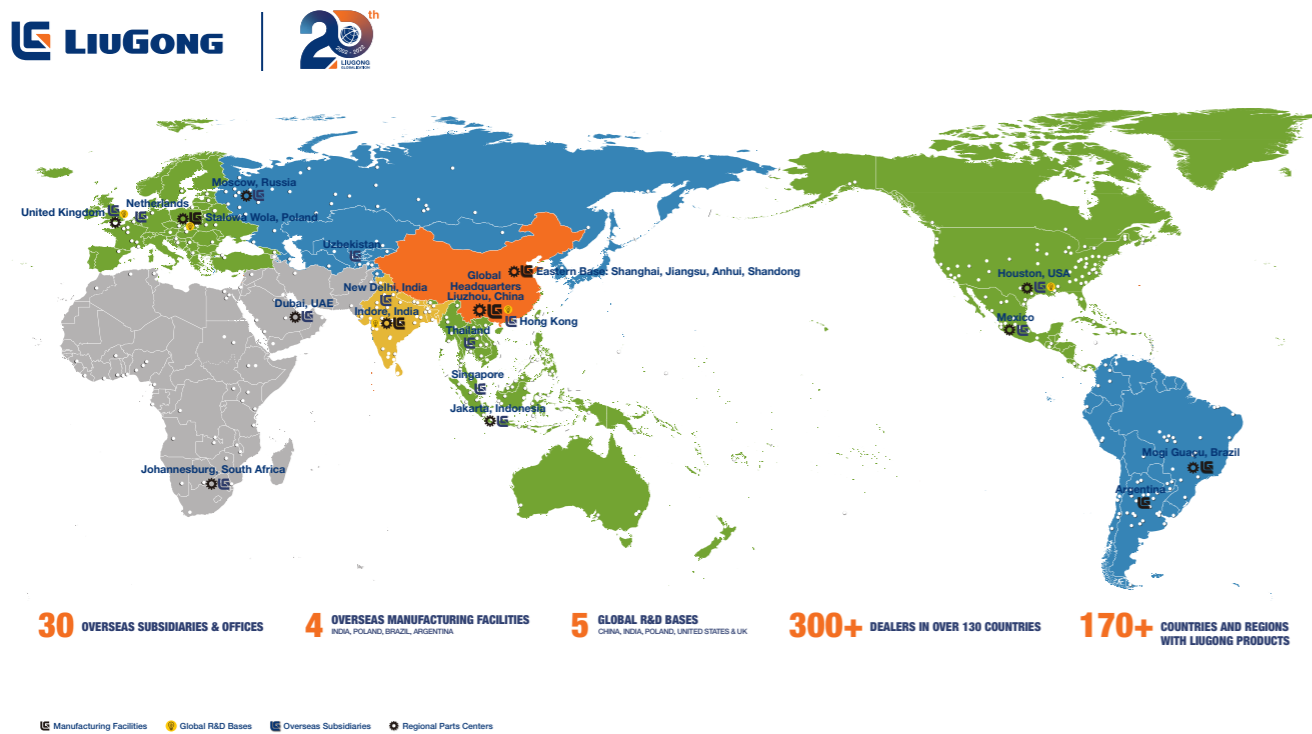 LIUGONG
20th
2002 - 2022
LIUGONG
GLOBALIZATION
Moscow, Russia
Netherlands
United Kingdom
Stalowa Wola, Poland
Uzbekistan
Eastern Base: Shanghai, Jiangsu, Anhui, Shandong
Global
Headquarters
Liuzhou, China
New Delhi, India
Houston, USA
Dubai, UAE
Indore, India
Hong Kong
Mexico
Thailand
Singapore
Jakarta, Indonesia
Mogi Guaçu, Brazil
Johannesburg, South Africa
Argentina
30 OVERSEAS SUBSIDIARIES & OFFICES
4 OVERSEAS MANUFACTURING FACILITIES
INDIA, POLAND, BRAZIL, ARGENTINA
5 GLOBAL R&D BASES
CHINA, INDIA, POLAND, UNITED STATES & UK
300+ DEALERS IN OVER 130 COUNTRIES
170+ COUNTRIES AND REGIONS
WITH LIUGONG PRODUCTS
Manufacturing Facilities
Global R&D Bases
Overseas Subsidiaries
Regional Parts Centers